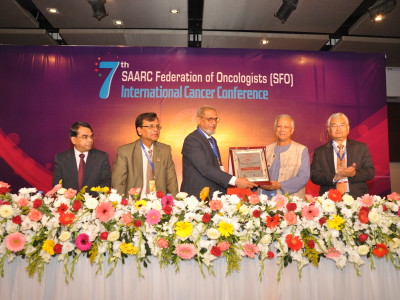 7th
SAARC Federation of Oncologists (SFO)
International Cancer Conference